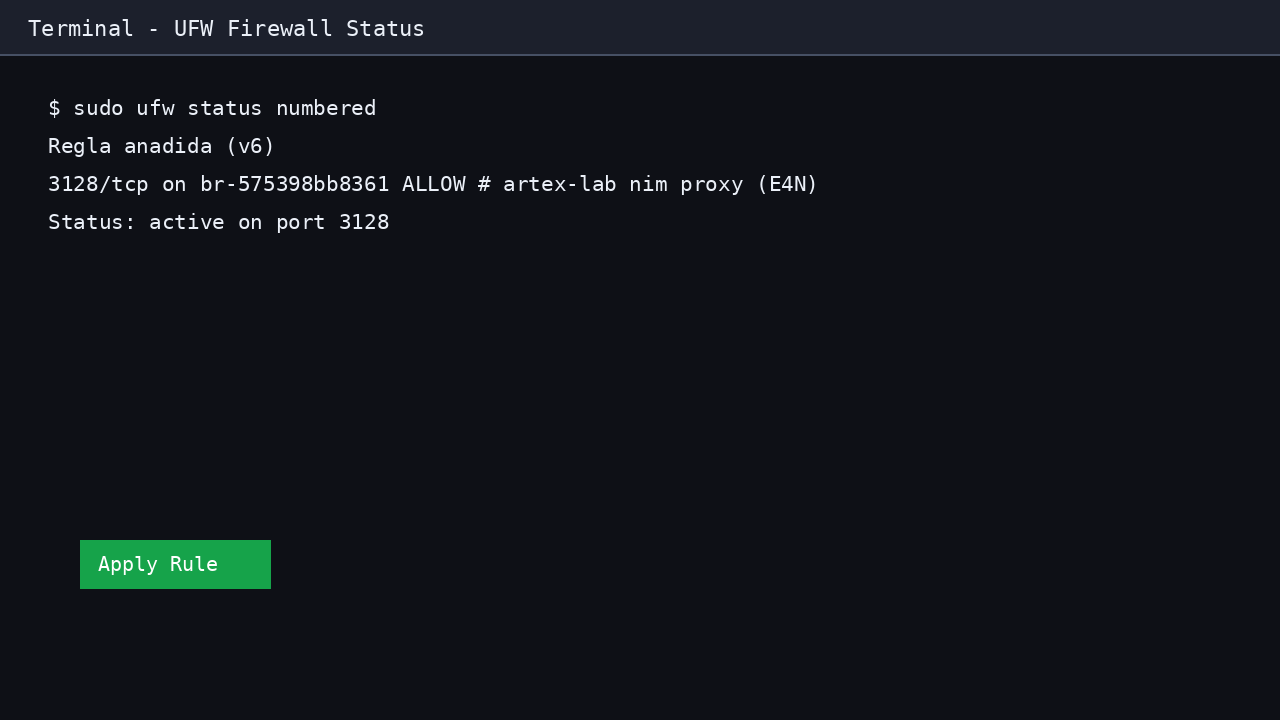 Terminal - UFW Firewall Status
$ sudo ufw status numbered
Regla anadida (v6)
3128/tcp on br-575398bb8361 ALLOW # artex-lab nim proxy (E4N)
Status: active on port 3128
Apply Rule